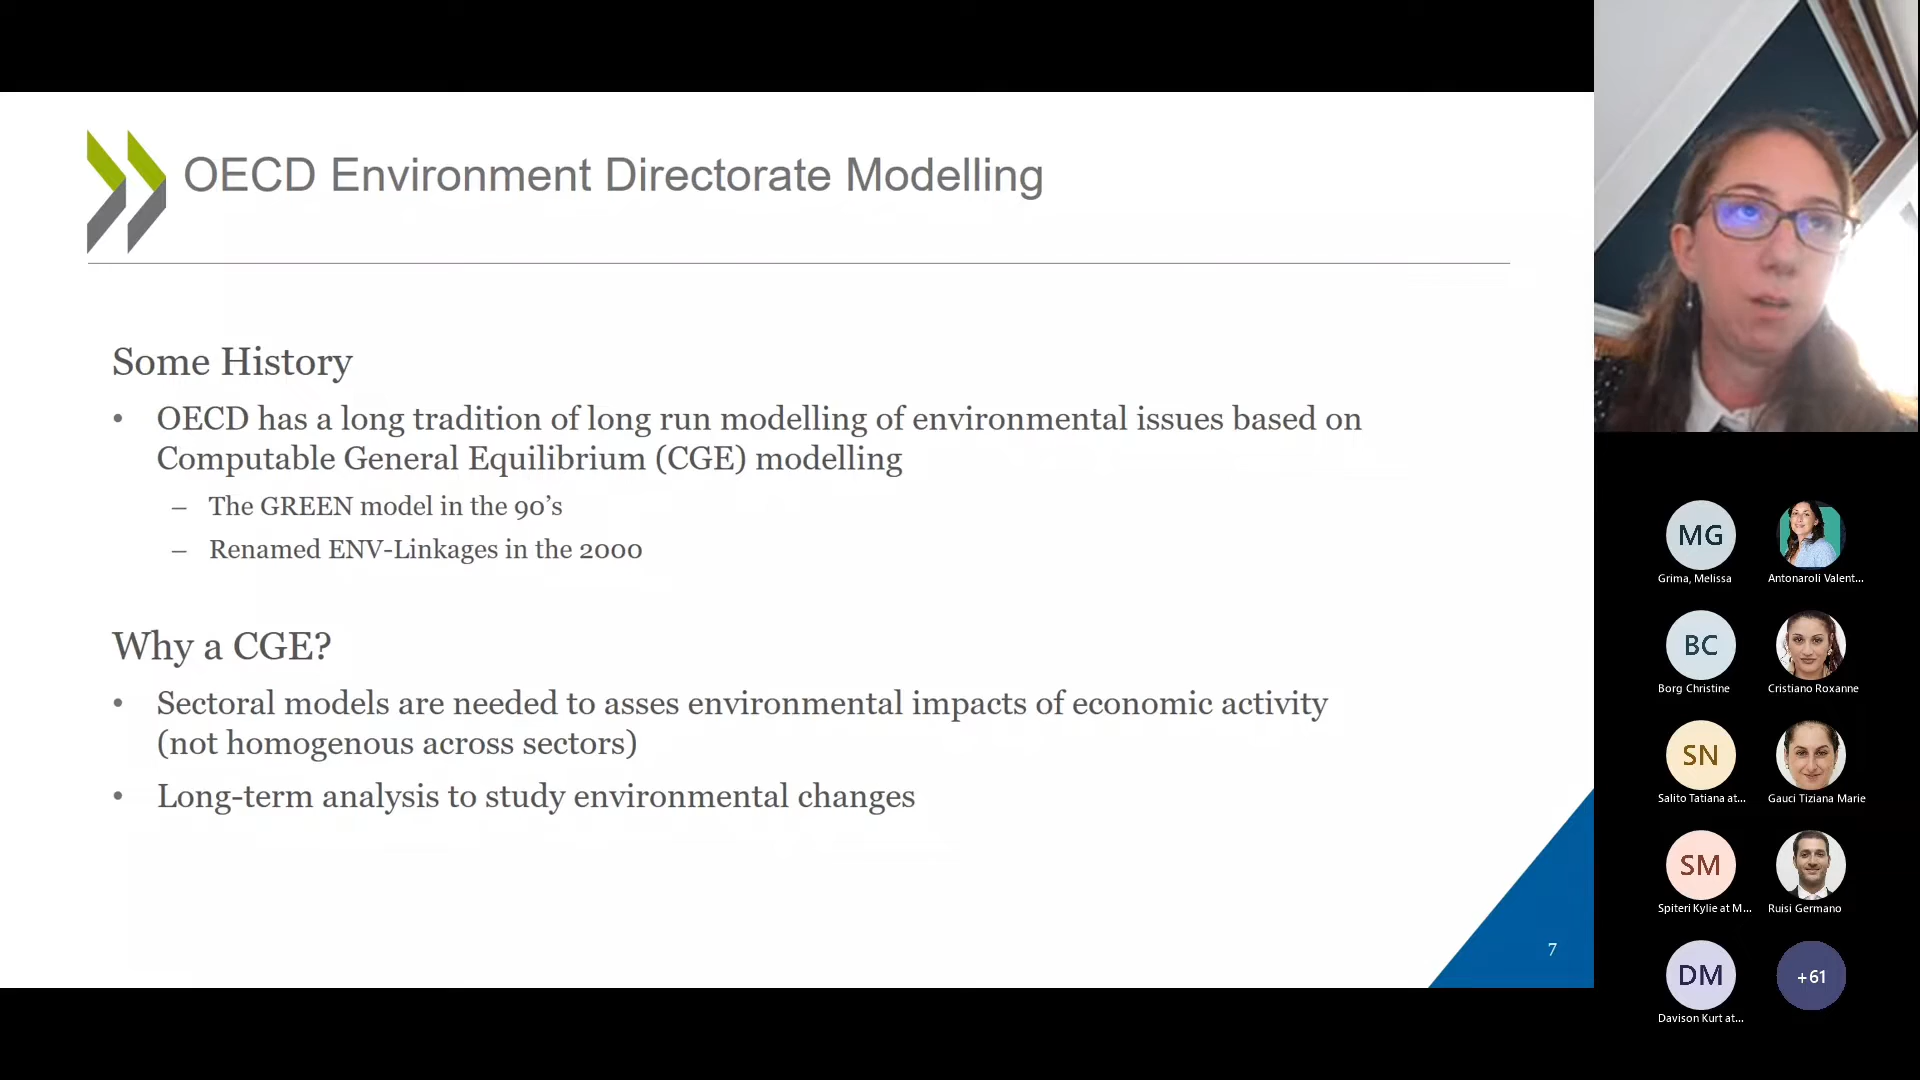 OECD Environment Directorate Modelling
Some History
• OECD has a long tradition of long run modelling of environmental issues based on
Computable General Equilibrium (CGE) modelling
– The GREEN model in the 90's
– Renamed ENV-Linkages in the 2000
Why a CGE?
• Sectoral models are needed to asses environmental impacts of economic activity
(not homogenous across sectors)
• Long-term analysis to study environmental changes
7
MG
Grima, Melissa
Antonaroli Valent...
BC
Borg Christine
Cristiano Roxanne
SN
Salito Tatiana at...
Gauci Tiziana Marie
SM
Spiteri Kylie at M...
Ruisi Germano
DM
Davison Kurt at...
+61